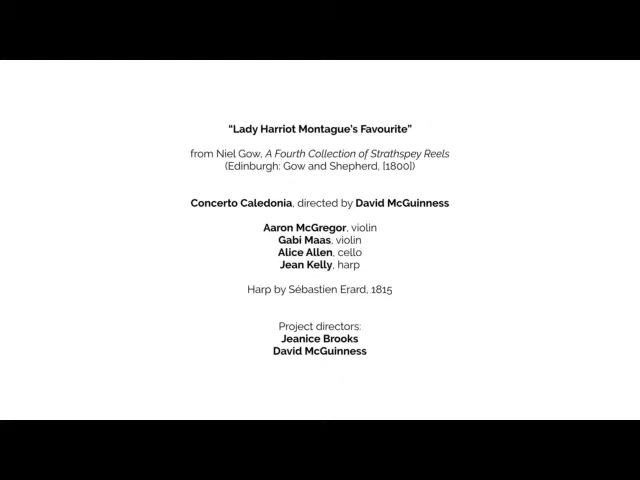 “Lady Harriot Montague’s Favourite”
from Niel Gow, A Fourth Collection of Strathspey Reels
(Edinburgh: Gow and Shepherd, [1800])
Concerto Caledonia, directed by David McGuinness
Aaron McGregor, violin
Gabi Maas, violin
Alice Allen, cello
Jean Kelly, harp
Harp by Sébastien Erard, 1815
Project directors:
Jeanice Brooks
David McGuinness